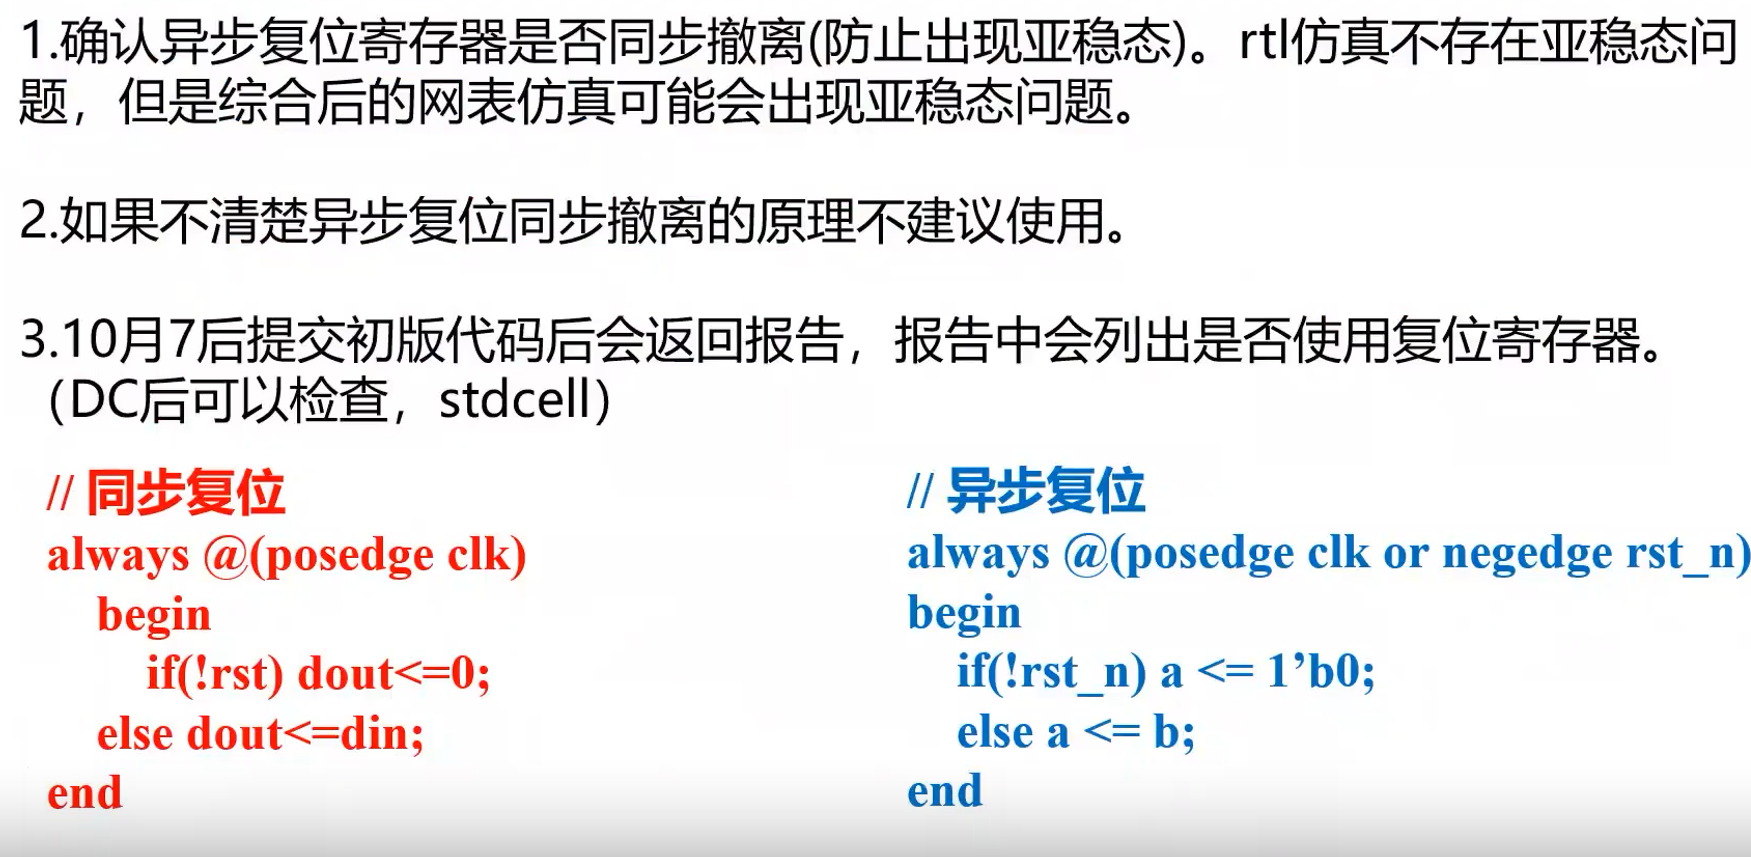 1.确认异步复位寄存器是否同步撤离(防止出现亚稳态)。rtl仿真不存在亚稳态问
题，但是综合后的网表仿真可能会出现亚稳态问题。
2.如果不清楚异步复位同步撤离的原理不建议使用。
3.10月7后提交初版代码后会返回报告，报告中会列出是否使用复位寄存器。
（DC后可以检查，stdcell）
// 同步复位
always @(posedge clk)
begin
if(!rst) dout<=0;
else dout<=din;
end
// 异步复位
always @(posedge clk or negedge rst_n)
begin
if(!rst_n) a <= 1’b0;
else a <= b;
end